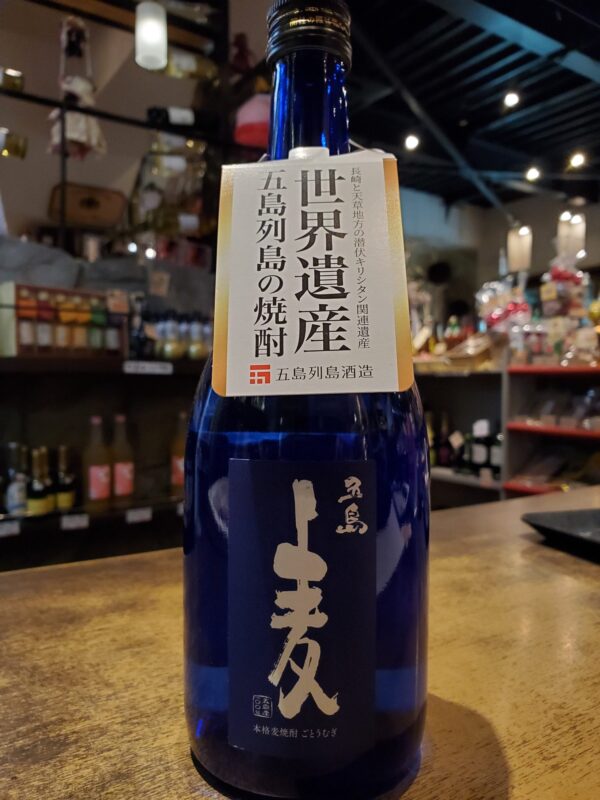 長崎と天草地方の潜伏キリシタン関連遺産
世界遺産
五島列島の焼酎
五島列島酒造
五島
麦
本格麦焼酎 ごとうむぎ